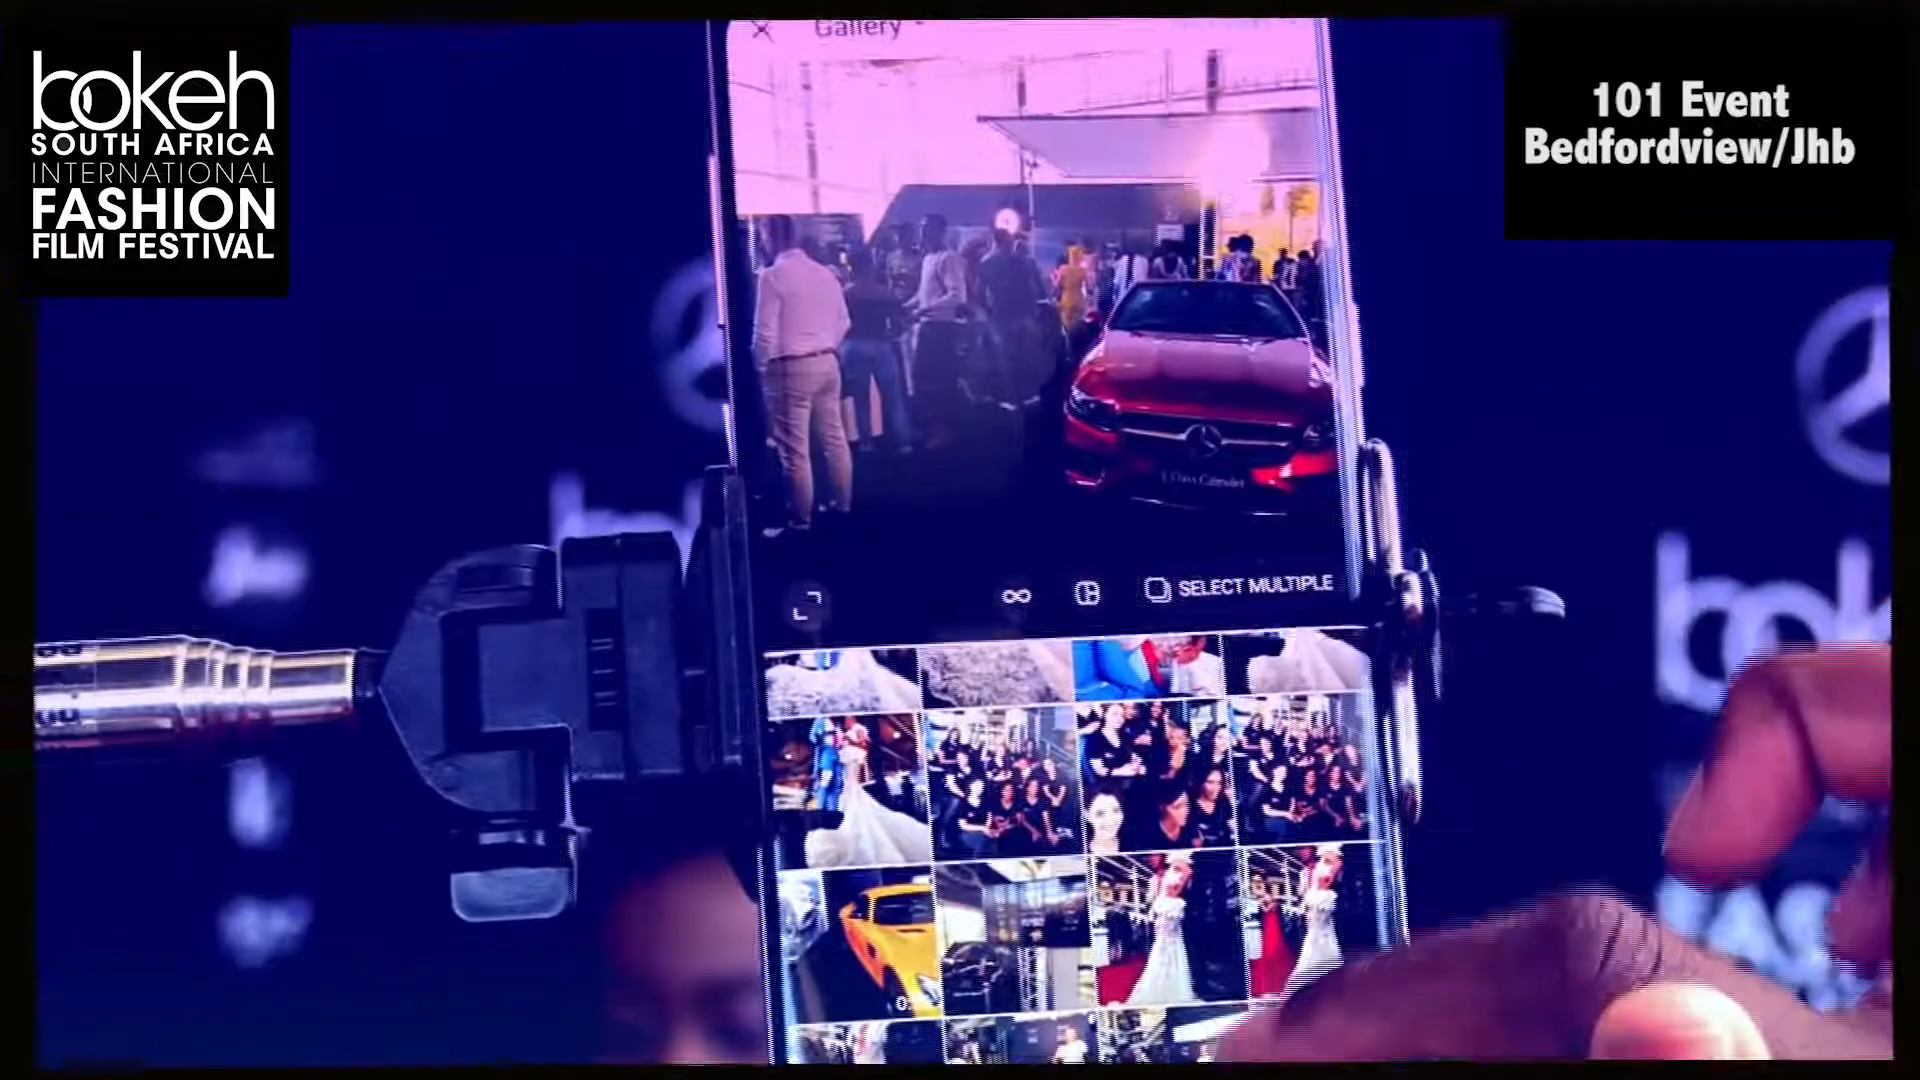 bokeh
SOUTH AFRICA
INTERNATIONAL
FASHION
FILM FESTIVAL
101 Event
Bedfordview/Jhb
Gallery
SELECT MULTIPLE